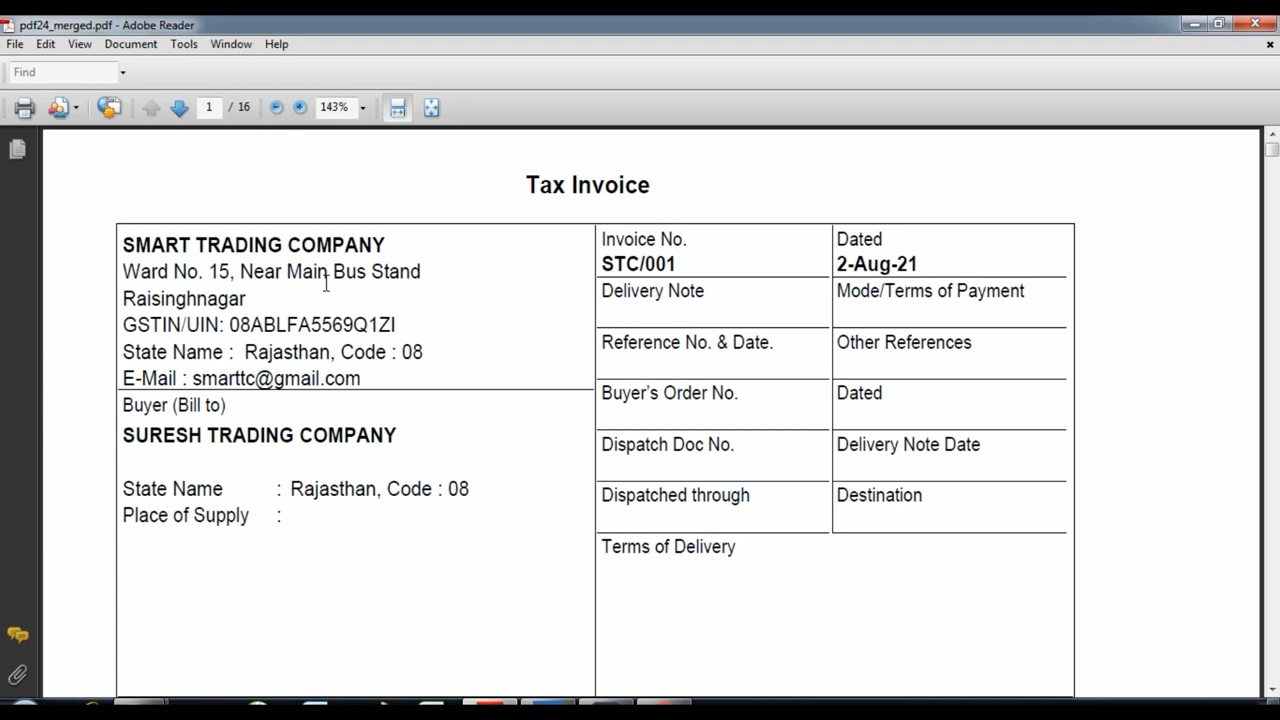 pdf24_merged.pdf - Adobe Reader
File Edit View Document Tools Window Help
Find
1 / 16 143%
Tax Invoice
SMART TRADING COMPANY
Ward No. 15, Near Main Bus Stand
Raisinghnagar
GSTIN/UIN: 08ABLFA5569Q1ZI
State Name : Rajasthan, Code : 08
E-Mail : smarttc@gmail.com
Buyer (Bill to)
SURESH TRADING COMPANY
State Name : Rajasthan, Code : 08
Place of Supply :
Invoice No. Dated
STC/001 2-Aug-21
Delivery Note Mode/Terms of Payment
Reference No. & Date. Other References
Buyer's Order No. Dated
Dispatch Doc No. Delivery Note Date
Dispatched through Destination
Terms of Delivery